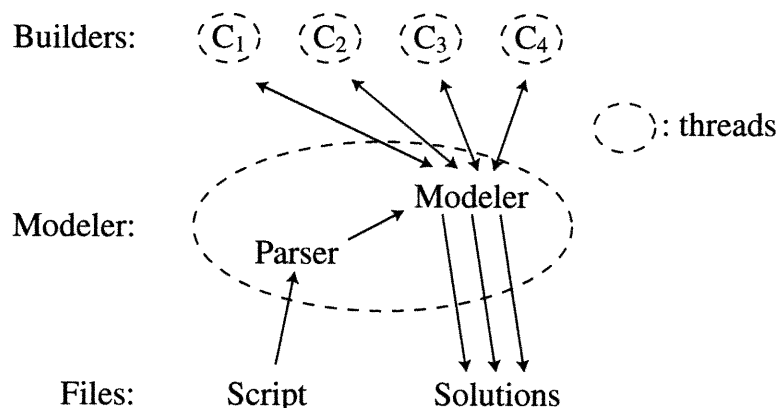 Builders: C₁ C₂ C₃ C₄
: threads
Modeler: Modeler
Parser
Files: Script Solutions